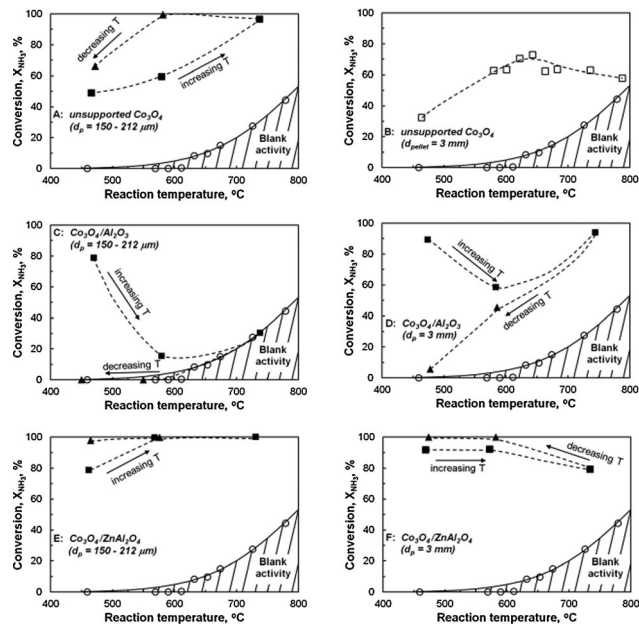 Conversion, X_NH3, %
100
80
60
40
20
0
decreasing T
increasing T
A: unsupported Co3O4
(dp = 150 - 212 µm)
Blank
activity
400 500 600 700 800
Reaction temperature, ºC
Conversion, X_NH3, %
100
80
60
40
20
0
B: unsupported Co3O4
(dpellet = 3 mm)
Blank
activity
400 500 600 700 800
Reaction temperature, ºC
Conversion, X_NH3, %
100
80
60
40
20
0
C: Co3O4/Al2O3
(dp = 150 - 212 µm)
increasing T
decreasing T
Blank
activity
400 500 600 700 800
Reaction temperature, ºC
Conversion, X_NH3, %
100
80
60
40
20
0
increasing T
decreasing T
D: Co3O4/Al2O3
(dp = 3 mm)
Blank
activity
400 500 600 700 800
Reaction temperature, ºC
Conversion, X_NH3, %
100
80
60
40
20
0
increasing T
E: Co3O4/ZnAl2O4
(dp = 150 - 212 µm)
Blank
activity
400 500 600 700 800
Reaction temperature, ºC
Conversion, X_NH3, %
100
80
60
40
20
0
increasing T
decreasing T
F: Co3O4/ZnAl2O4
(dp = 3 mm)
Blank
activity
400 500 600 700 800
Reaction temperature, ºC